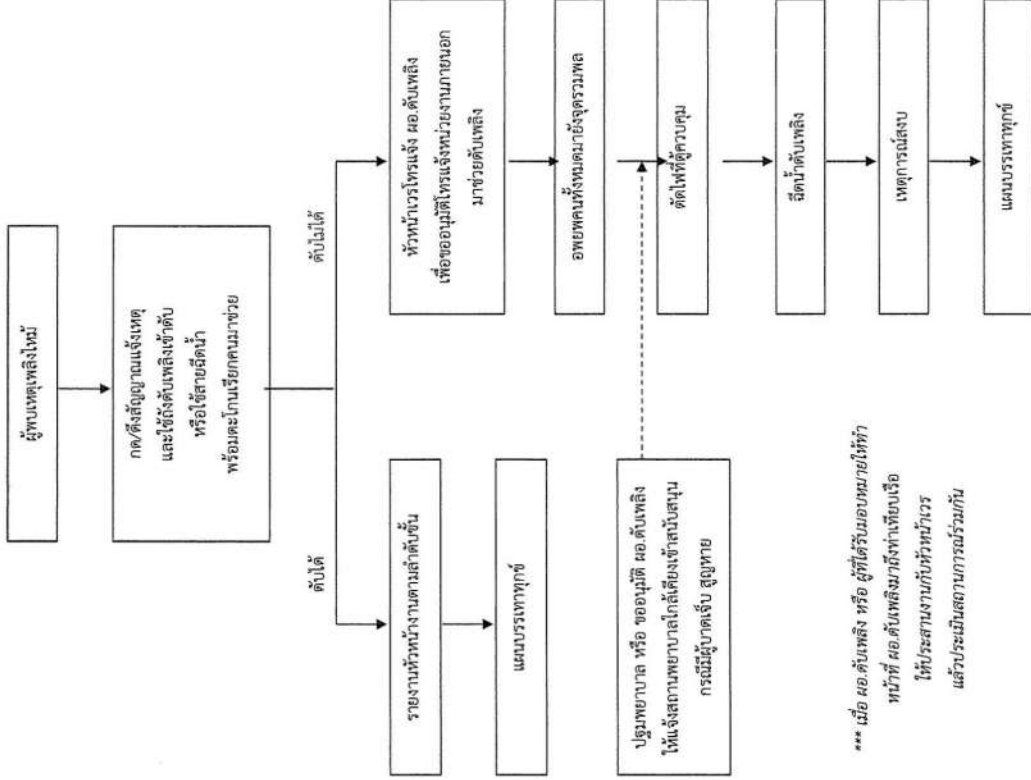 ผู้พบเหตุเพลิงไหม้
กด/ดึงสัญญาณแจ้งเหตุ
และใช้ถังดับเพลิงเข้าดับ
หรือใช้สายฉีดน้ำ
พร้อมตะโกนเรียกคนมาช่วย
ดับได้
ดับไม่ได้
รายงานหัวหน้างานตามลำดับขั้น
แผนบรรเทาทุกข์
หัวหน้าเวรโทรแจ้ง ผอ.ดับเพลิง
เพื่อขออนุมัติโทรแจ้งหน่วยงานภายนอก
มาช่วยดับเพลิง
อพยพคนทั้งหมดมายังจุดรวมพล
ปฐมพยาบาล หรือ ขออนุมัติ ผอ.ดับเพลิง
ให้แจ้งสถานพยาบาลใกล้เคียงเข้าสนับสนุน
กรณีมีผู้บาดเจ็บ สูญหาย
ตัดไฟที่ตู้ควบคุม
ฉีดน้ำดับเพลิง
เหตุการณ์สงบ
แผนบรรเทาทุกข์
*** เมื่อ ผอ.ดับเพลิง หรือ ผู้ที่ได้รับมอบหมายให้ทำ
หน้าที่ ผอ.ดับเพลิงมาถึงท่าเทียบเรือ
ให้ประสานงานกับหัวหน้าเวร
แล้วประเมินสถานการณ์ร่วมกัน